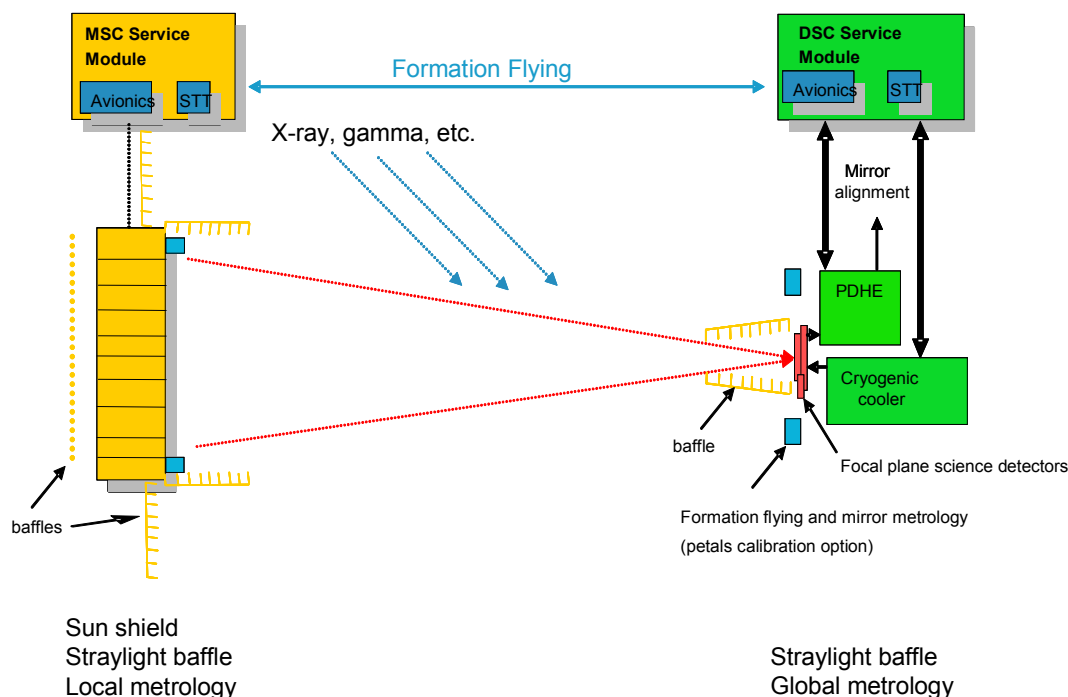 MSC Service
Module
Avionics
STT
Formation Flying
DSC Service
Module
Avionics
STT
X-ray, gamma, etc.
Mirror
alignment
PDHE
Cryogenic
cooler
baffle
Focal plane science detectors
baffles
Formation flying and mirror metrology
(petals calibration option)
Sun shield
Straylight baffle
Local metrology
Straylight baffle
Global metrology